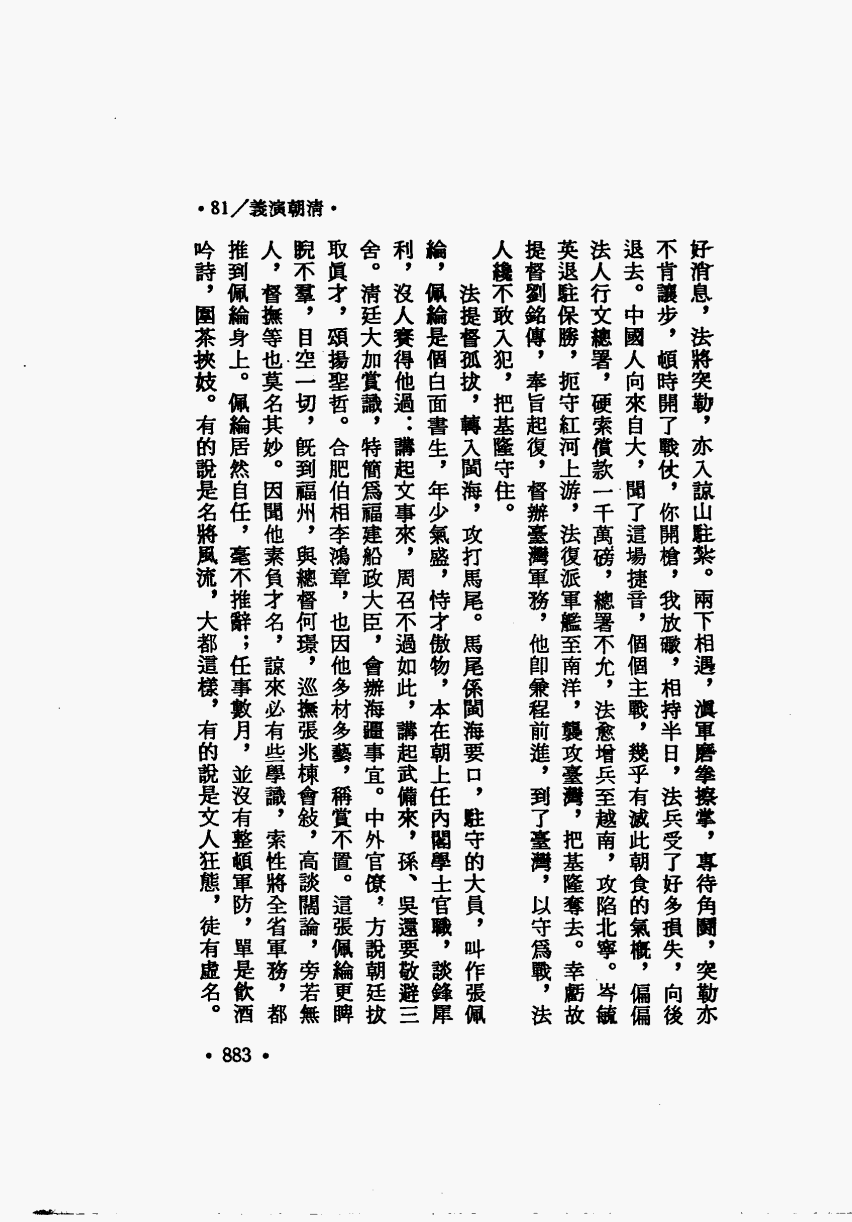 •81／義演朝清•
好消息，法將突勒，亦入諒山駐紮。兩下相遇，滇軍磨拳擦掌，專待角鬬，突勒亦
不肯讓步，頓時開了戰仗，你開槍，我放礮，相持半日，法兵受了好多損失，向後
退去。中國人向來自大，聞了這場捷音，個個主戰，幾乎有滅此朝食的氣概，偏偏
法人行文總署，硬索償款一千萬磅，總署不允，法愈增兵至越南，攻陷北寧。岑毓
英退駐保勝，扼守紅河上游，法復派軍艦至南洋，襲攻臺灣，把基隆奪去。幸虧故
提督劉銘傳，奉旨起復，督辦臺灣軍務，他卽兼程前進，到了臺灣，以守爲戰，法
人纔不敢入犯，把基隆守住。
法提督孤拔，轉入閩海，攻打馬尾。馬尾係閩海要口，駐守的大員，叫作張佩
綸，佩綸是個白面書生，年少氣盛，恃才傲物，本在朝上任內閣學士官職，談鋒犀
利，沒人賽得他過：講起文事來，周召不過如此，講起武備來，孫、吳還要敬避三
舍。淸廷大加賞識，特簡爲福建船政大臣，會辦海疆事宜。中外官僚，方說朝廷拔
取眞才，頌揚聖哲。合肥伯相李鴻章，也因他多材多藝，稱賞不置。這張佩綸更睥
睨不羣，目空一切，旣到福州，與總督何璟，巡撫張兆棟會敍，高談闊論，旁若無
人，督撫等也莫名其妙。因聞他素負才名，諒來必有些學識，索性將全省軍務，都
推到佩綸身上。佩綸居然自任，毫不推辭；任事數月，並沒有整頓軍防，單是飲酒
吟詩，圍茶挾妓。有的說是名將風流，大都這樣，有的說是文人狂態，徒有虛名。
•883•